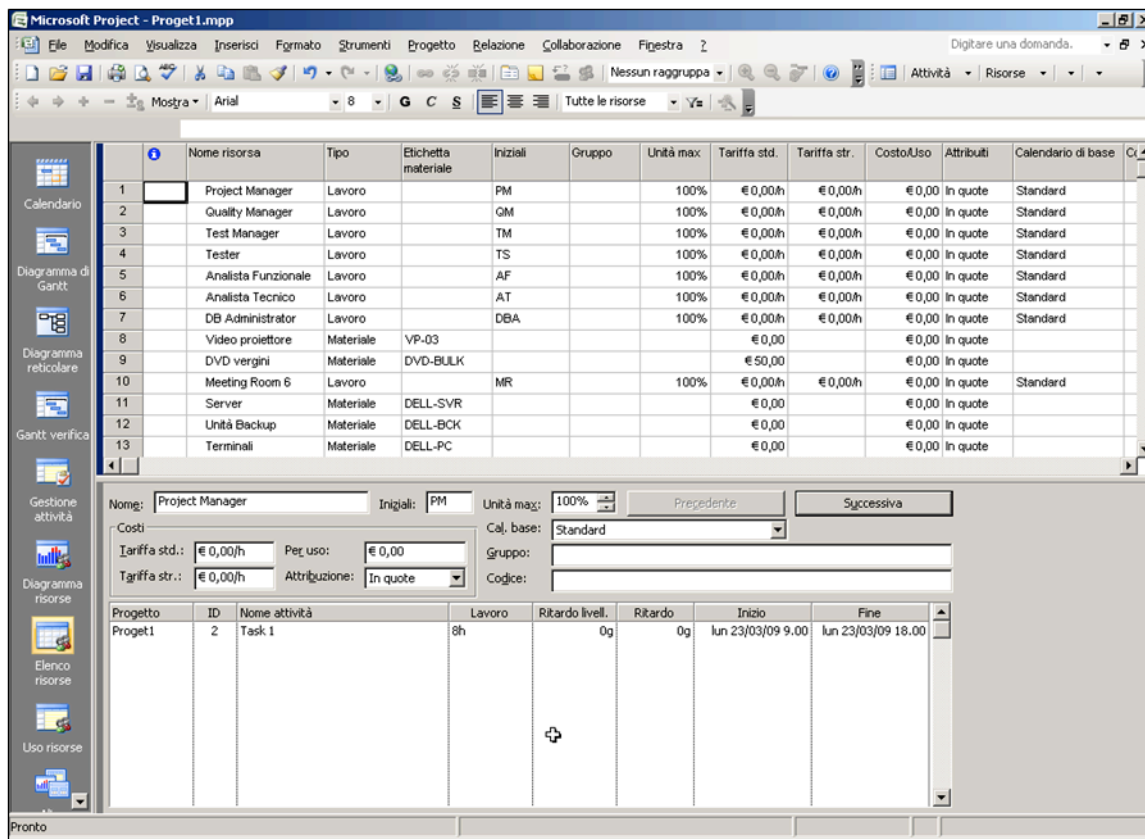 Microsoft Project - Proget1.mpp
File Modifica Visualizza Inserisci Formato Strumenti Progetto Relazione Collaborazione Finestra ? Digitare una domanda.
Nessun raggruppa Attività Risorse
Mostra Arial 8 G C S Tutte le risorse
Nome risorsa Tipo Etichetta materiale Iniziali Gruppo Unità max Tariffa std. Tariffa str. Costo/Uso Attributi Calendario di base
1 Project Manager Lavoro PM 100% € 0,00/h € 0,00/h € 0,00 In quote Standard
2 Quality Manager Lavoro QM 100% € 0,00/h € 0,00/h € 0,00 In quote Standard
3 Test Manager Lavoro TM 100% € 0,00/h € 0,00/h € 0,00 In quote Standard
4 Tester Lavoro TS 100% € 0,00/h € 0,00/h € 0,00 In quote Standard
5 Analista Funzionale Lavoro AF 100% € 0,00/h € 0,00/h € 0,00 In quote Standard
6 Analista Tecnico Lavoro AT 100% € 0,00/h € 0,00/h € 0,00 In quote Standard
7 DB Administrator Lavoro DBA 100% € 0,00/h € 0,00/h € 0,00 In quote Standard
8 Video proiettore Materiale VP-03 € 0,00 € 0,00 In quote
9 DVD vergini Materiale DVD-BULK € 50,00 € 0,00 In quote
10 Meeting Room 6 Lavoro MR 100% € 0,00/h € 0,00/h € 0,00 In quote Standard
11 Server Materiale DELL-SVR € 0,00 € 0,00 In quote
12 Unità Backup Materiale DELL-BCK € 0,00 € 0,00 In quote
13 Terminali Materiale DELL-PC € 0,00 € 0,00 In quote
Calendario
Diagramma di
Gantt
Diagramma
reticolare
Gantt verifica
Gestione
attività
Diagramma
risorse
Elenco
risorse
Uso risorse
Nome: Project Manager Iniziali: PM Unità max: 100% Precedente Successiva
Costi Cal. base: Standard
Tariffa std.: € 0,00/h Per uso: € 0,00 Gruppo:
Tariffa str.: € 0,00/h Attribuzione: In quote Codice:
Progetto ID Nome attività Lavoro Ritardo livell. Ritardo Inizio Fine
Proget1 2 Task 1 8h 0g 0g lun 23/03/09 9.00 lun 23/03/09 18.00
Pronto